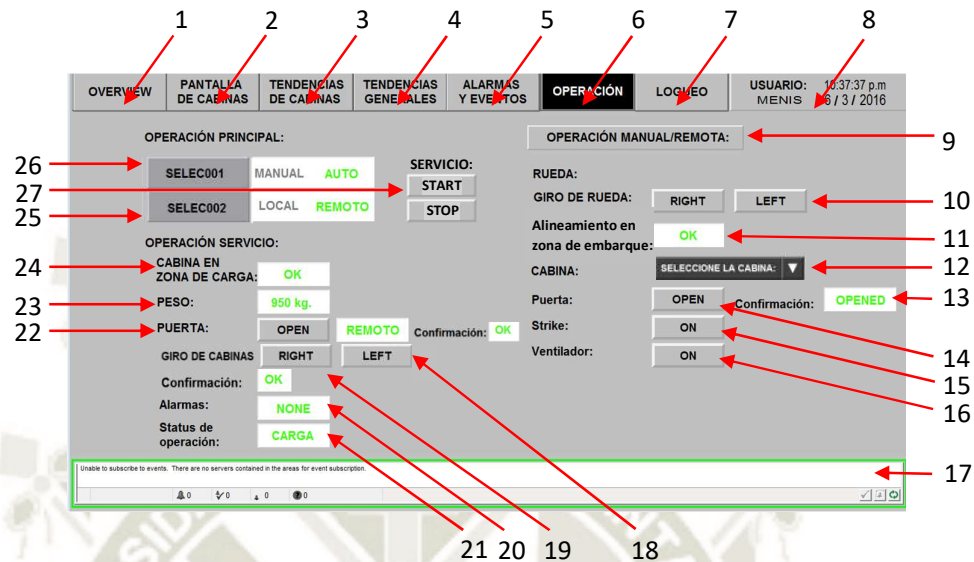 1 2 3 4 5 6 7 8
OVERVIEW
PANTALLA DE CABINAS
TENDENCIAS DE CABINAS
TENDENCIAS GENERALES
ALARMAS Y EVENTOS
OPERACIÓN
LOGUEO
USUARIO: 10:37:37 p.m
MENIS 6 / 3 / 2016
OPERACIÓN PRINCIPAL:
26
SELEC001 MANUAL AUTO
27
25
SELEC002 LOCAL REMOTO
SERVICIO:
START
STOP
OPERACIÓN SERVICIO:
24
CABINA EN
ZONA DE CARGA: OK
23
PESO: 950 kg.
22
PUERTA: OPEN REMOTO Confirmación: OK
GIRO DE CABINAS RIGHT LEFT
Confirmación: OK
Alarmas: NONE
Status de
operación: CARGA
OPERACIÓN MANUAL/REMOTA: 9
RUEDA:
GIRO DE RUEDA: RIGHT LEFT 10
Alineamiento en
zona de embarque: OK 11
CABINA: SELECCIONE LA CABINA: 12
Puerta: OPEN Confirmación: OPENED 13
Strike: ON 14
15
Ventilador: ON 16
Unable to subscribe to events. There are no servers contained in the areas for event subscription.
17
0 0 0 0
21 20 19 18